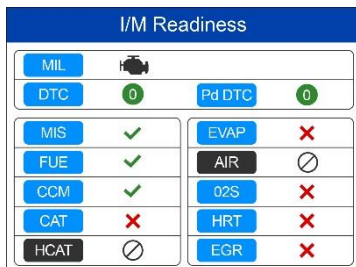 I/M Readiness
MIL
DTC 0 Pd DTC 0
MIS EVAP
FUE AIR
CCM 02S
CAT HRT
HCAT EGR